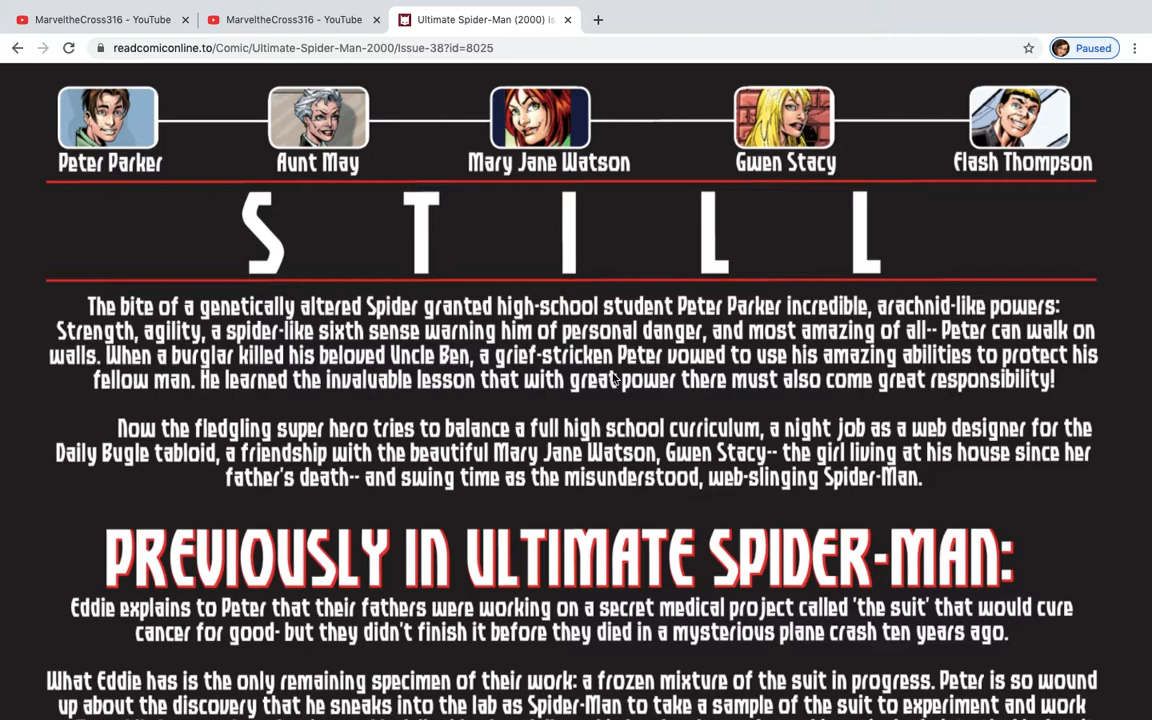 MarveltheCross316 - YouTube
MarveltheCross316 - YouTube
Ultimate Spider-Man (2000) Is
readcomiconline.to/Comic/Ultimate-Spider-Man-2000/Issue-38?id=8025
Paused
Peter Parker Aunt May Mary Jane Watson Gwen Stacy Flash Thompson
S T I L L
The bite of a genetically altered Spider granted high-school student Peter Parker incredible, arachnid-like powers:
Strength, agility, a spider-like sixth sense warning him of personal danger, and most amazing of all-- Peter can walk on
walls. When a burglar killed his beloved Uncle Ben, a grief-stricken Peter vowed to use his amazing abilities to protect his
fellow man. He learned the invaluable lesson that with great power there must also come great responsibility!
Now the fledgling super hero tries to balance a full high school curriculum, a night job as a web designer for the
Daily Bugle tabloid, a friendship with the beautiful Mary Jane Watson, Gwen Stacy-- the girl living at his house since her
father's death-- and swing time as the misunderstood, web-slinging Spider-Man.
PREVIOUSLY IN ULTIMATE SPIDER-MAN:
Eddie explains to Peter that their fathers were working on a secret medical project called 'the suit' that would cure
cancer for good- but they didn't finish it before they died in a mysterious plane crash ten years ago.
What Eddie has is the only remaining specimen of their work: a frozen mixture of the suit in progress. Peter is so wound
up about the discovery that he sneaks into the lab as Spider-Man to take a sample of the suit to experiment and work